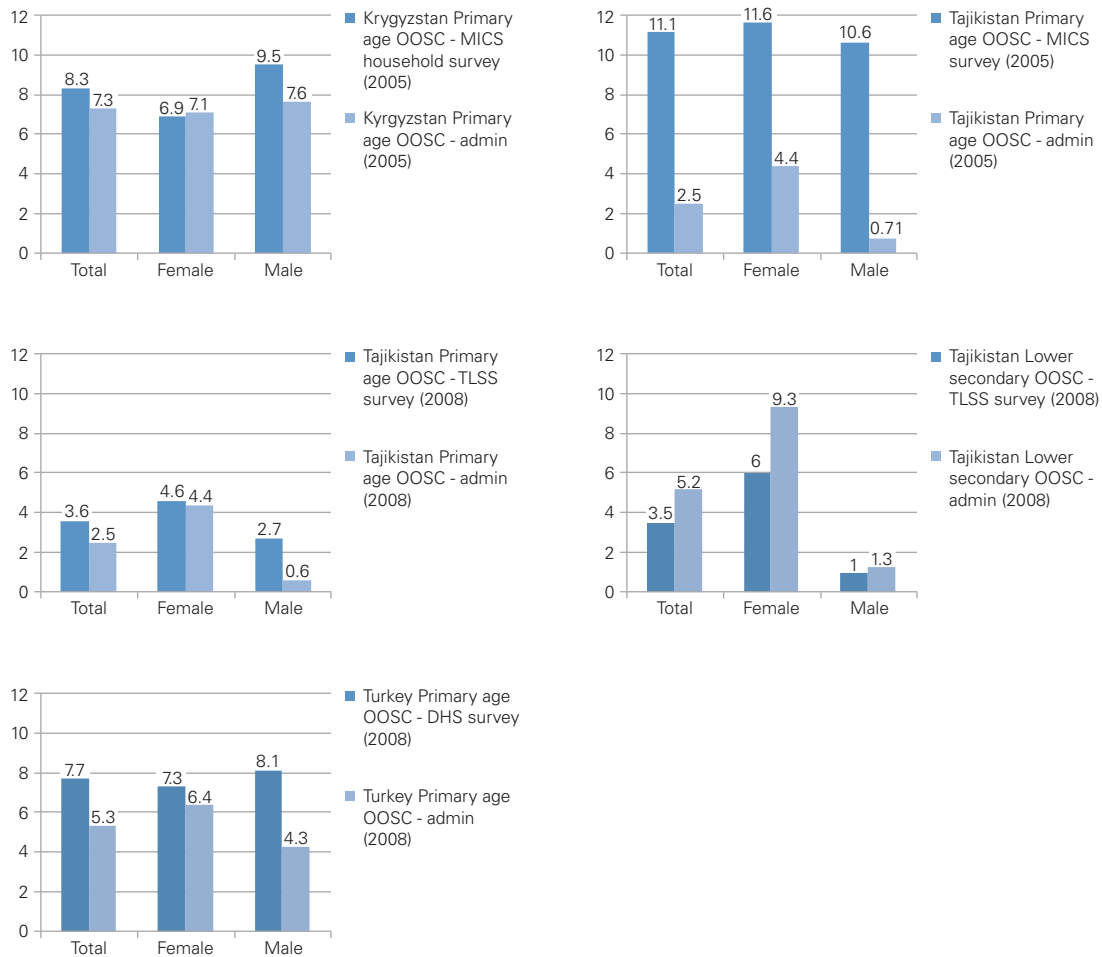 12
10
8
6
4
2
0
8.3
7.3
6.9
7.1
9.5
7.6
Total
Female
Male
Krygyzstan Primary
age OOSC - MICS
household survey
(2005)
Kyrgyzstan Primary
age OOSC - admin
(2005)
12
10
8
6
4
2
0
11.1
2.5
11.6
4.4
10.6
0.71
Total
Female
Male
Tajikistan Primary
age OOSC - MICS
survey (2005)
Tajikistan Primary
age OOSC - admin
(2005)
12
10
8
6
4
2
0
3.6
2.5
4.6
4.4
2.7
0.6
Total
Female
Male
Tajikistan Primary
age OOSC - TLSS
survey (2008)
Tajikistan Primary
age OOSC - admin
(2008)
12
10
8
6
4
2
0
3.5
5.2
6
9.3
1
1.3
Total
Female
Male
Tajikistan Lower
secondary OOSC -
TLSS survey (2008)
Tajikistan Lower
secondary OOSC -
admin (2008)
12
10
8
6
4
2
0
7.7
5.3
7.3
6.4
8.1
4.3
Total
Female
Male
Turkey Primary age
OOSC - DHS survey
(2008)
Turkey Primary age
OOSC - admin
(2008)